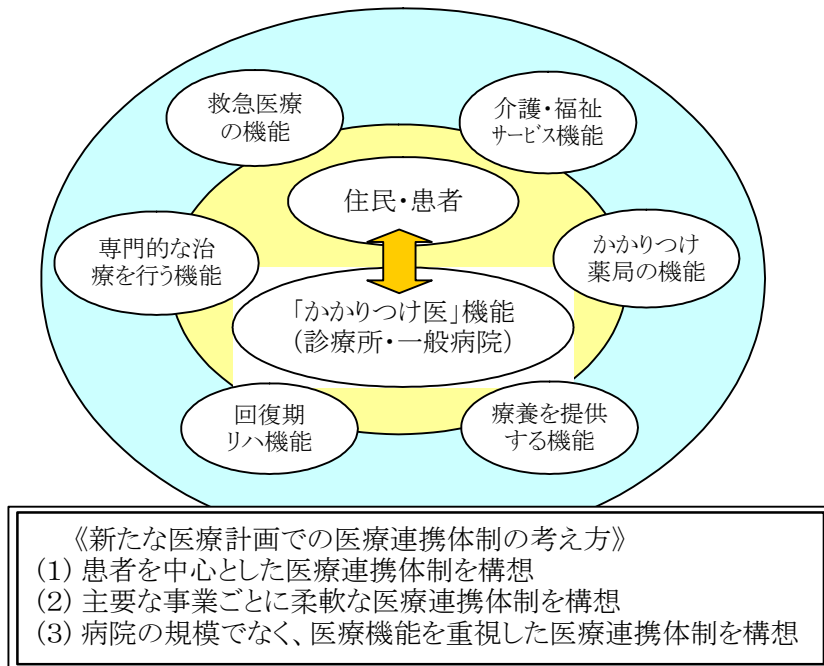 救急医療
の機能
介護・福祉
サービス機能
住民・患者
専門的な治
療を行う機能
かかりつけ
薬局の機能
「かかりつけ医」機能
(診療所・一般病院)
回復期
リハ機能
療養を提供
する機能
《新たな医療計画での医療連携体制の考え方》
(1) 患者を中心とした医療連携体制を構想
(2) 主要な事業ごとに柔軟な医療連携体制を構想
(3) 病院の規模でなく、医療機能を重視した医療連携体制を構想